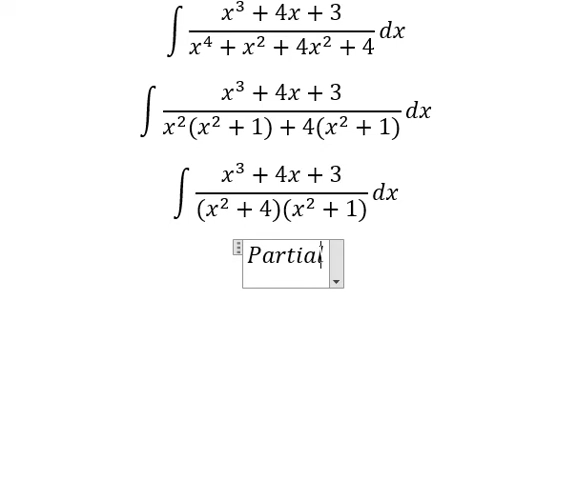 ∫ (x³ + 4x + 3)/(x⁴ + x² + 4x² + 4) dx
∫ (x³ + 4x + 3)/(x²(x² + 1) + 4(x² + 1)) dx
∫ (x³ + 4x + 3)/((x² + 4)(x² + 1)) dx
Partial